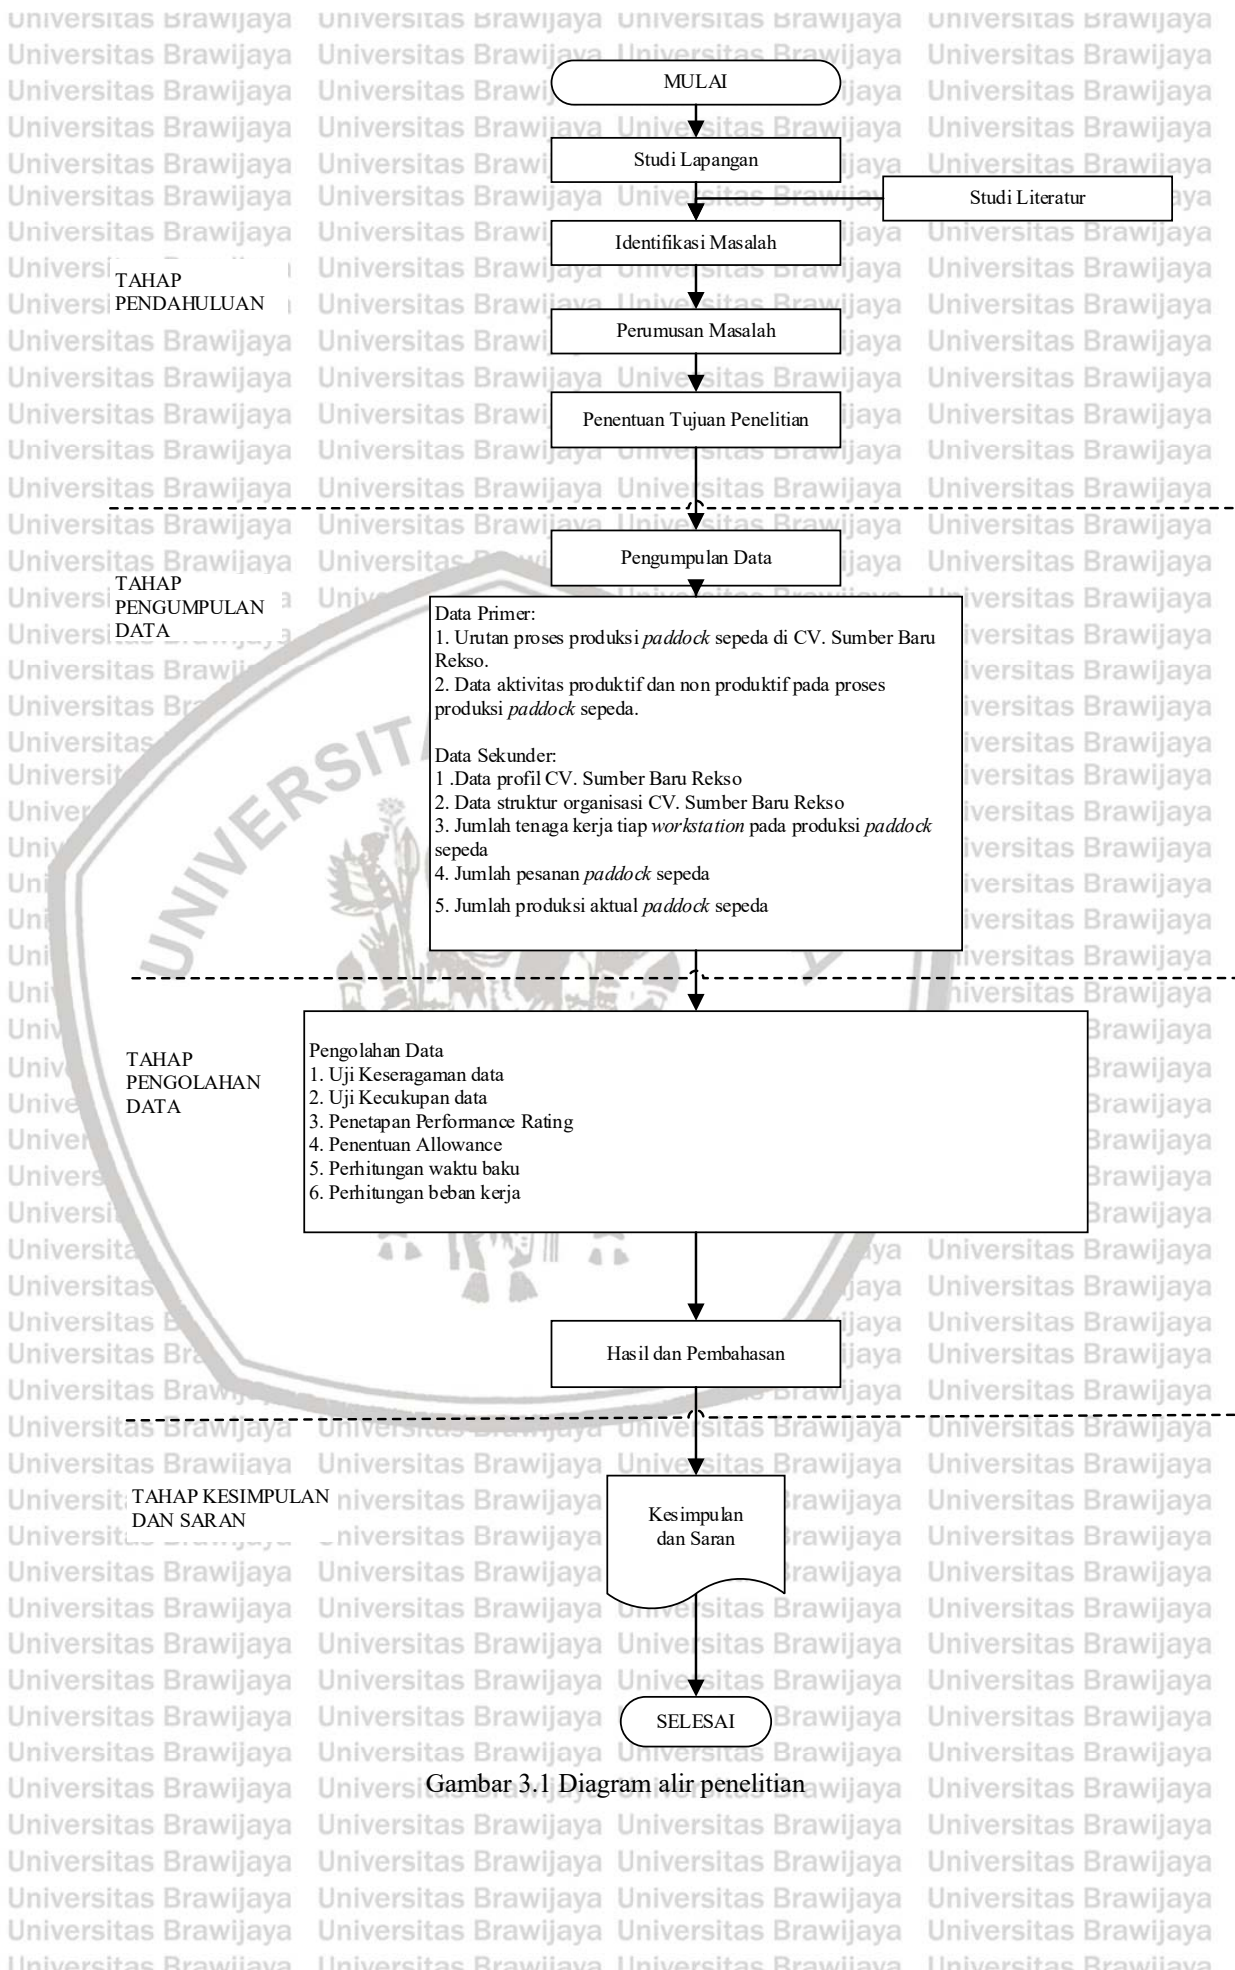 MULAI
Studi Lapangan
Studi Literatur
Identifikasi Masalah
TAHAP
PENDAHULUAN
Perumusan Masalah
Penentuan Tujuan Penelitian
Pengumpulan Data
TAHAP
PENGUMPULAN
DATA
Data Primer:
1. Urutan proses produksi paddock sepeda di CV. Sumber Baru
Rekso.
2. Data aktivitas produktif dan non produktif pada proses
produksi paddock sepeda.
Data Sekunder:
1 .Data profil CV. Sumber Baru Rekso
2. Data struktur organisasi CV. Sumber Baru Rekso
3. Jumlah tenaga kerja tiap workstation pada produksi paddock
sepeda
4. Jumlah pesanan paddock sepeda
5. Jumlah produksi aktual paddock sepeda
TAHAP
PENGOLAHAN
DATA
Pengolahan Data
1. Uji Keseragaman data
2. Uji Kecukupan data
3. Penetapan Performance Rating
4. Penentuan Allowance
5. Perhitungan waktu baku
6. Perhitungan beban kerja
Hasil dan Pembahasan
TAHAP KESIMPULAN
DAN SARAN
Kesimpulan
dan Saran
SELESAI
Gambar 3.1 Diagram alir penelitian
Universitas Brawijaya